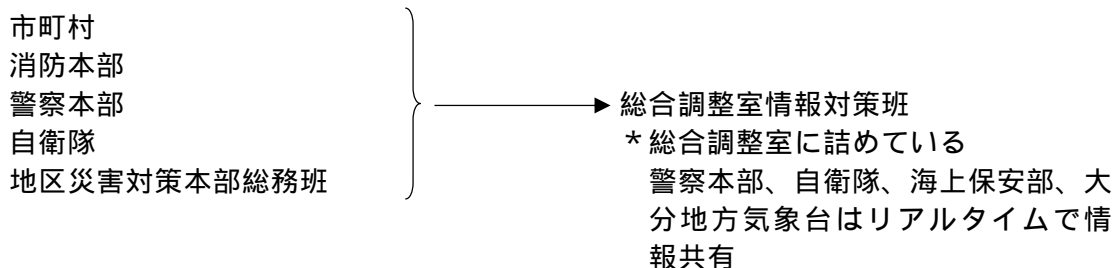 市町村
消防本部
警察本部
自衛隊
地区災害対策本部総務班
総合調整室情報対策班
＊総合調整室に詰めている
警察本部、自衛隊、海上保安部、大
分地方気象台はリアルタイムで情
報共有